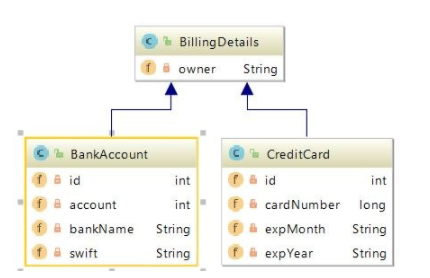 BillingDetails
owner String
BankAccount
id int
account int
bankName String
swift String
CreditCard
id int
cardNumber long
expMonth String
expYear String